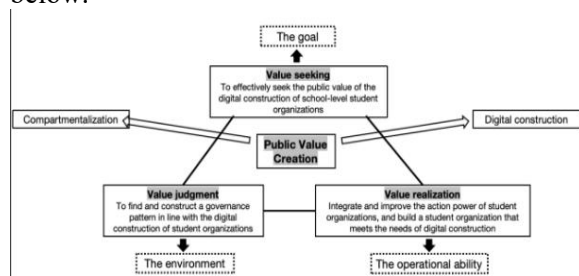 below:
The goal
Value seeking
To effectively seek the public value of the
digital construction of school-level student
organizations
Compartmentalization
Digital construction
Public Value
Creation
Value judgment
To find and construct a governance
pattern in line with the digital
construction of student organizations
Value realization
Integrate and improve the action power of student
organizations, and build a student organization that
meets the needs of digital construction
The environment
The operational ability